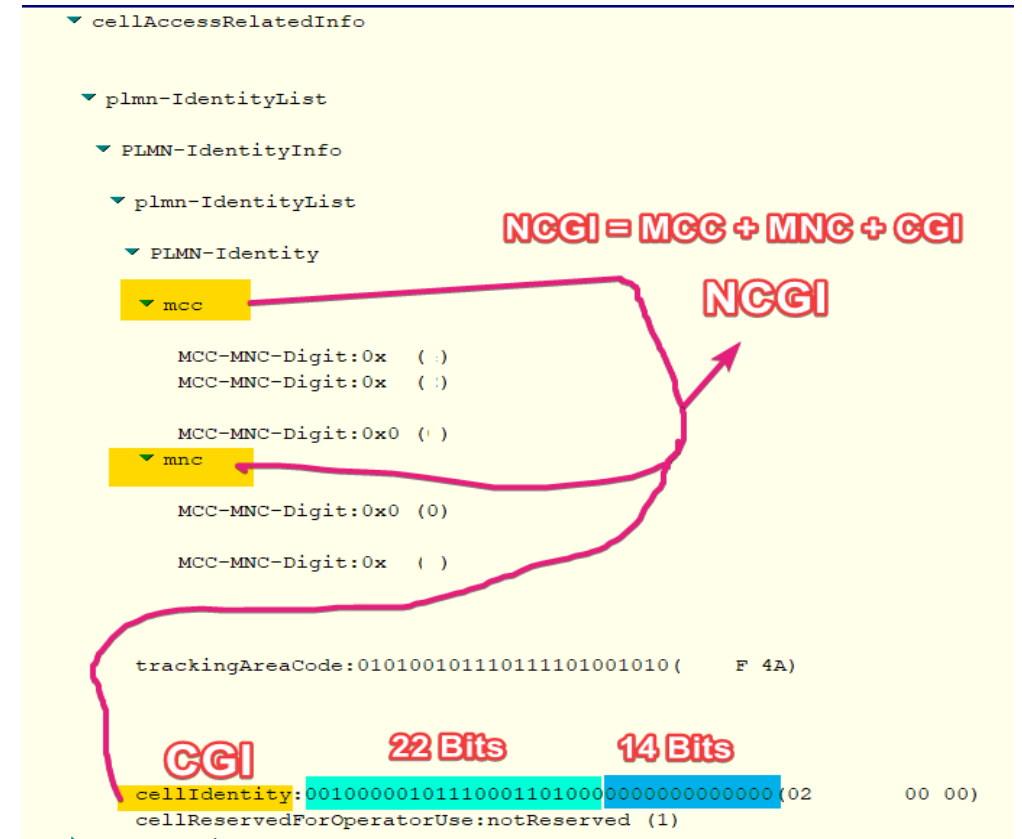 cellAccessRelatedInfo
plmn-IdentityList
PLMN-IdentityInfo
plmn-IdentityList
NCGI = MCC + MNC + CGI
PLMN-Identity
NCGI
mcc
MCC-MNC-Digit:0x ( )
MCC-MNC-Digit:0x ( )
MCC-MNC-Digit:0x0 ( )
mnc
MCC-MNC-Digit:0x0 (0)
MCC-MNC-Digit:0x ( )
trackingAreaCode:010100101110111101001010( F 4A)
CGI 22 Bits 14 Bits
cellIdentity:001000001011100011010000000000000000(02 00 00)
cellReservedForOperatorUse:notReserved (1)